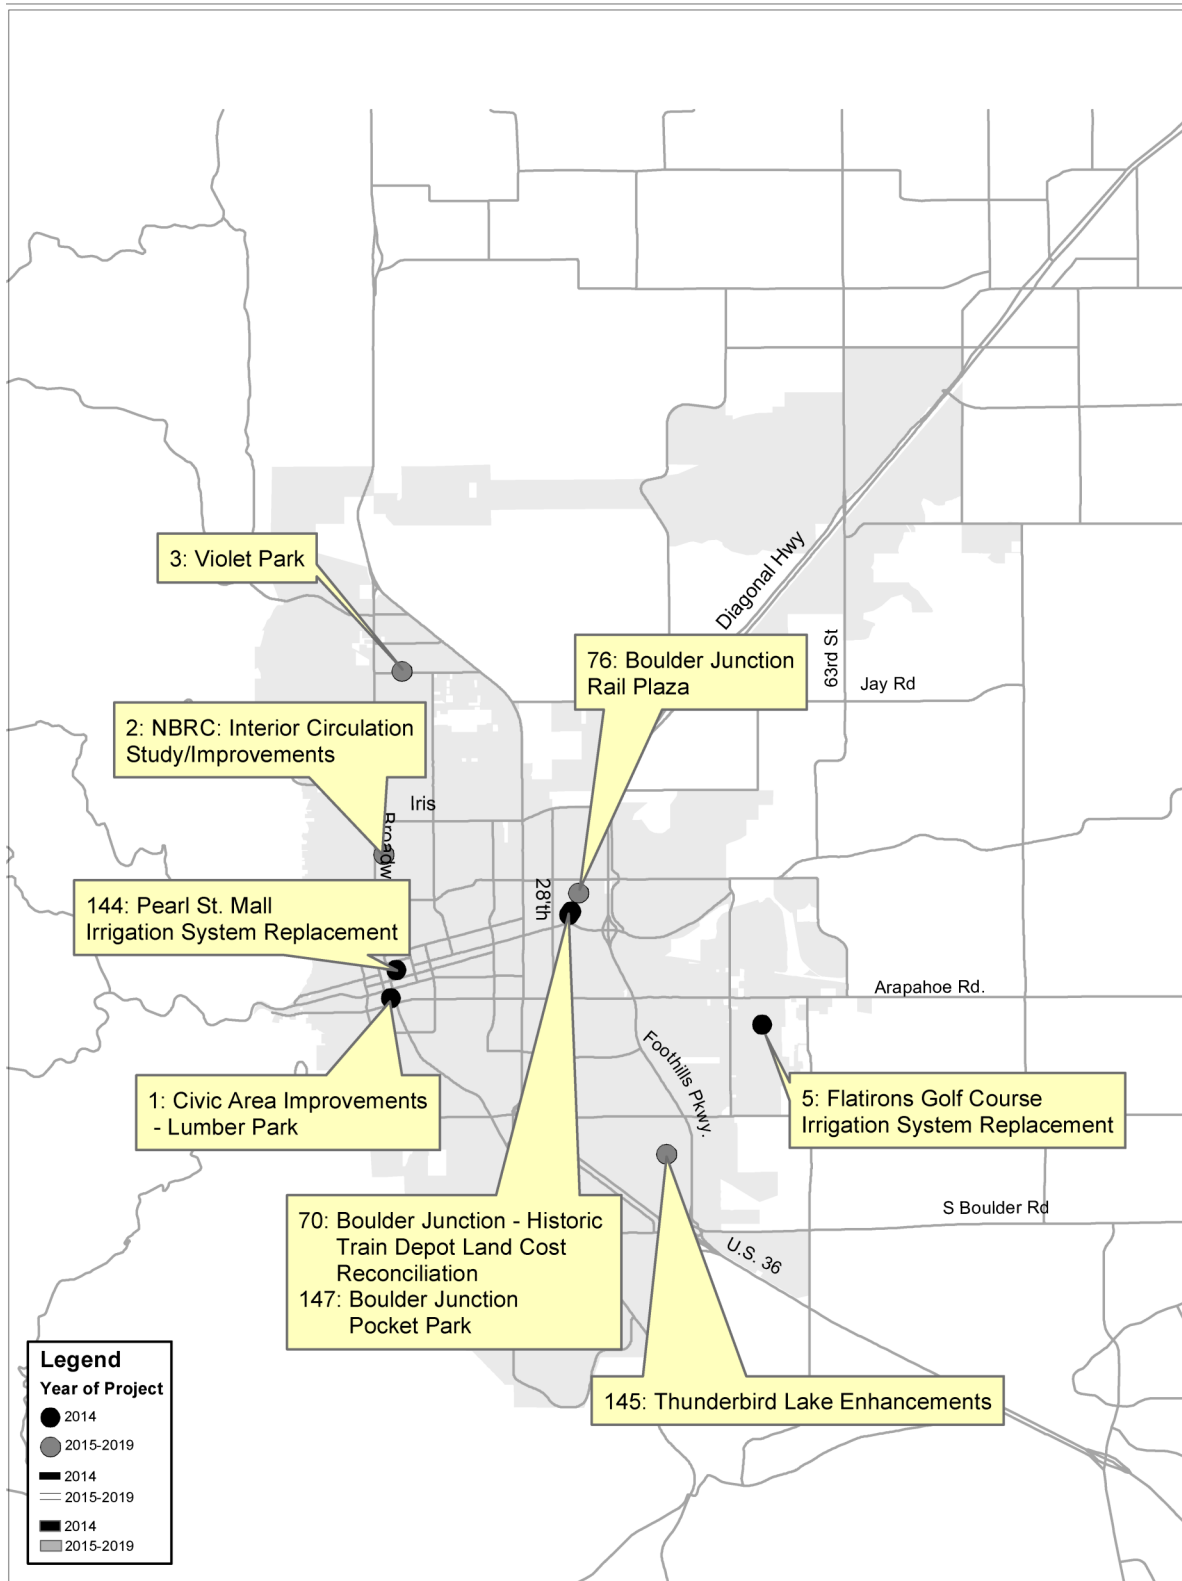 Diagonal Hwy
3: Violet Park
63rd St
76: Boulder Junction
Rail Plaza
Jay Rd
2: NBRC: Interior Circulation
Study/Improvements
Iris
Broadw
28'th
144: Pearl St. Mall
Irrigation System Replacement
Arapahoe Rd.
Foothills Pkwy.
1: Civic Area Improvements
- Lumber Park
5: Flatirons Golf Course
Irrigation System Replacement
S Boulder Rd
70: Boulder Junction - Historic
Train Depot Land Cost
Reconciliation
147: Boulder Junction
Pocket Park
U.S. 36
145: Thunderbird Lake Enhancements
Legend
Year of Project
2014
2015-2019
2014
2015-2019
2014
2015-2019